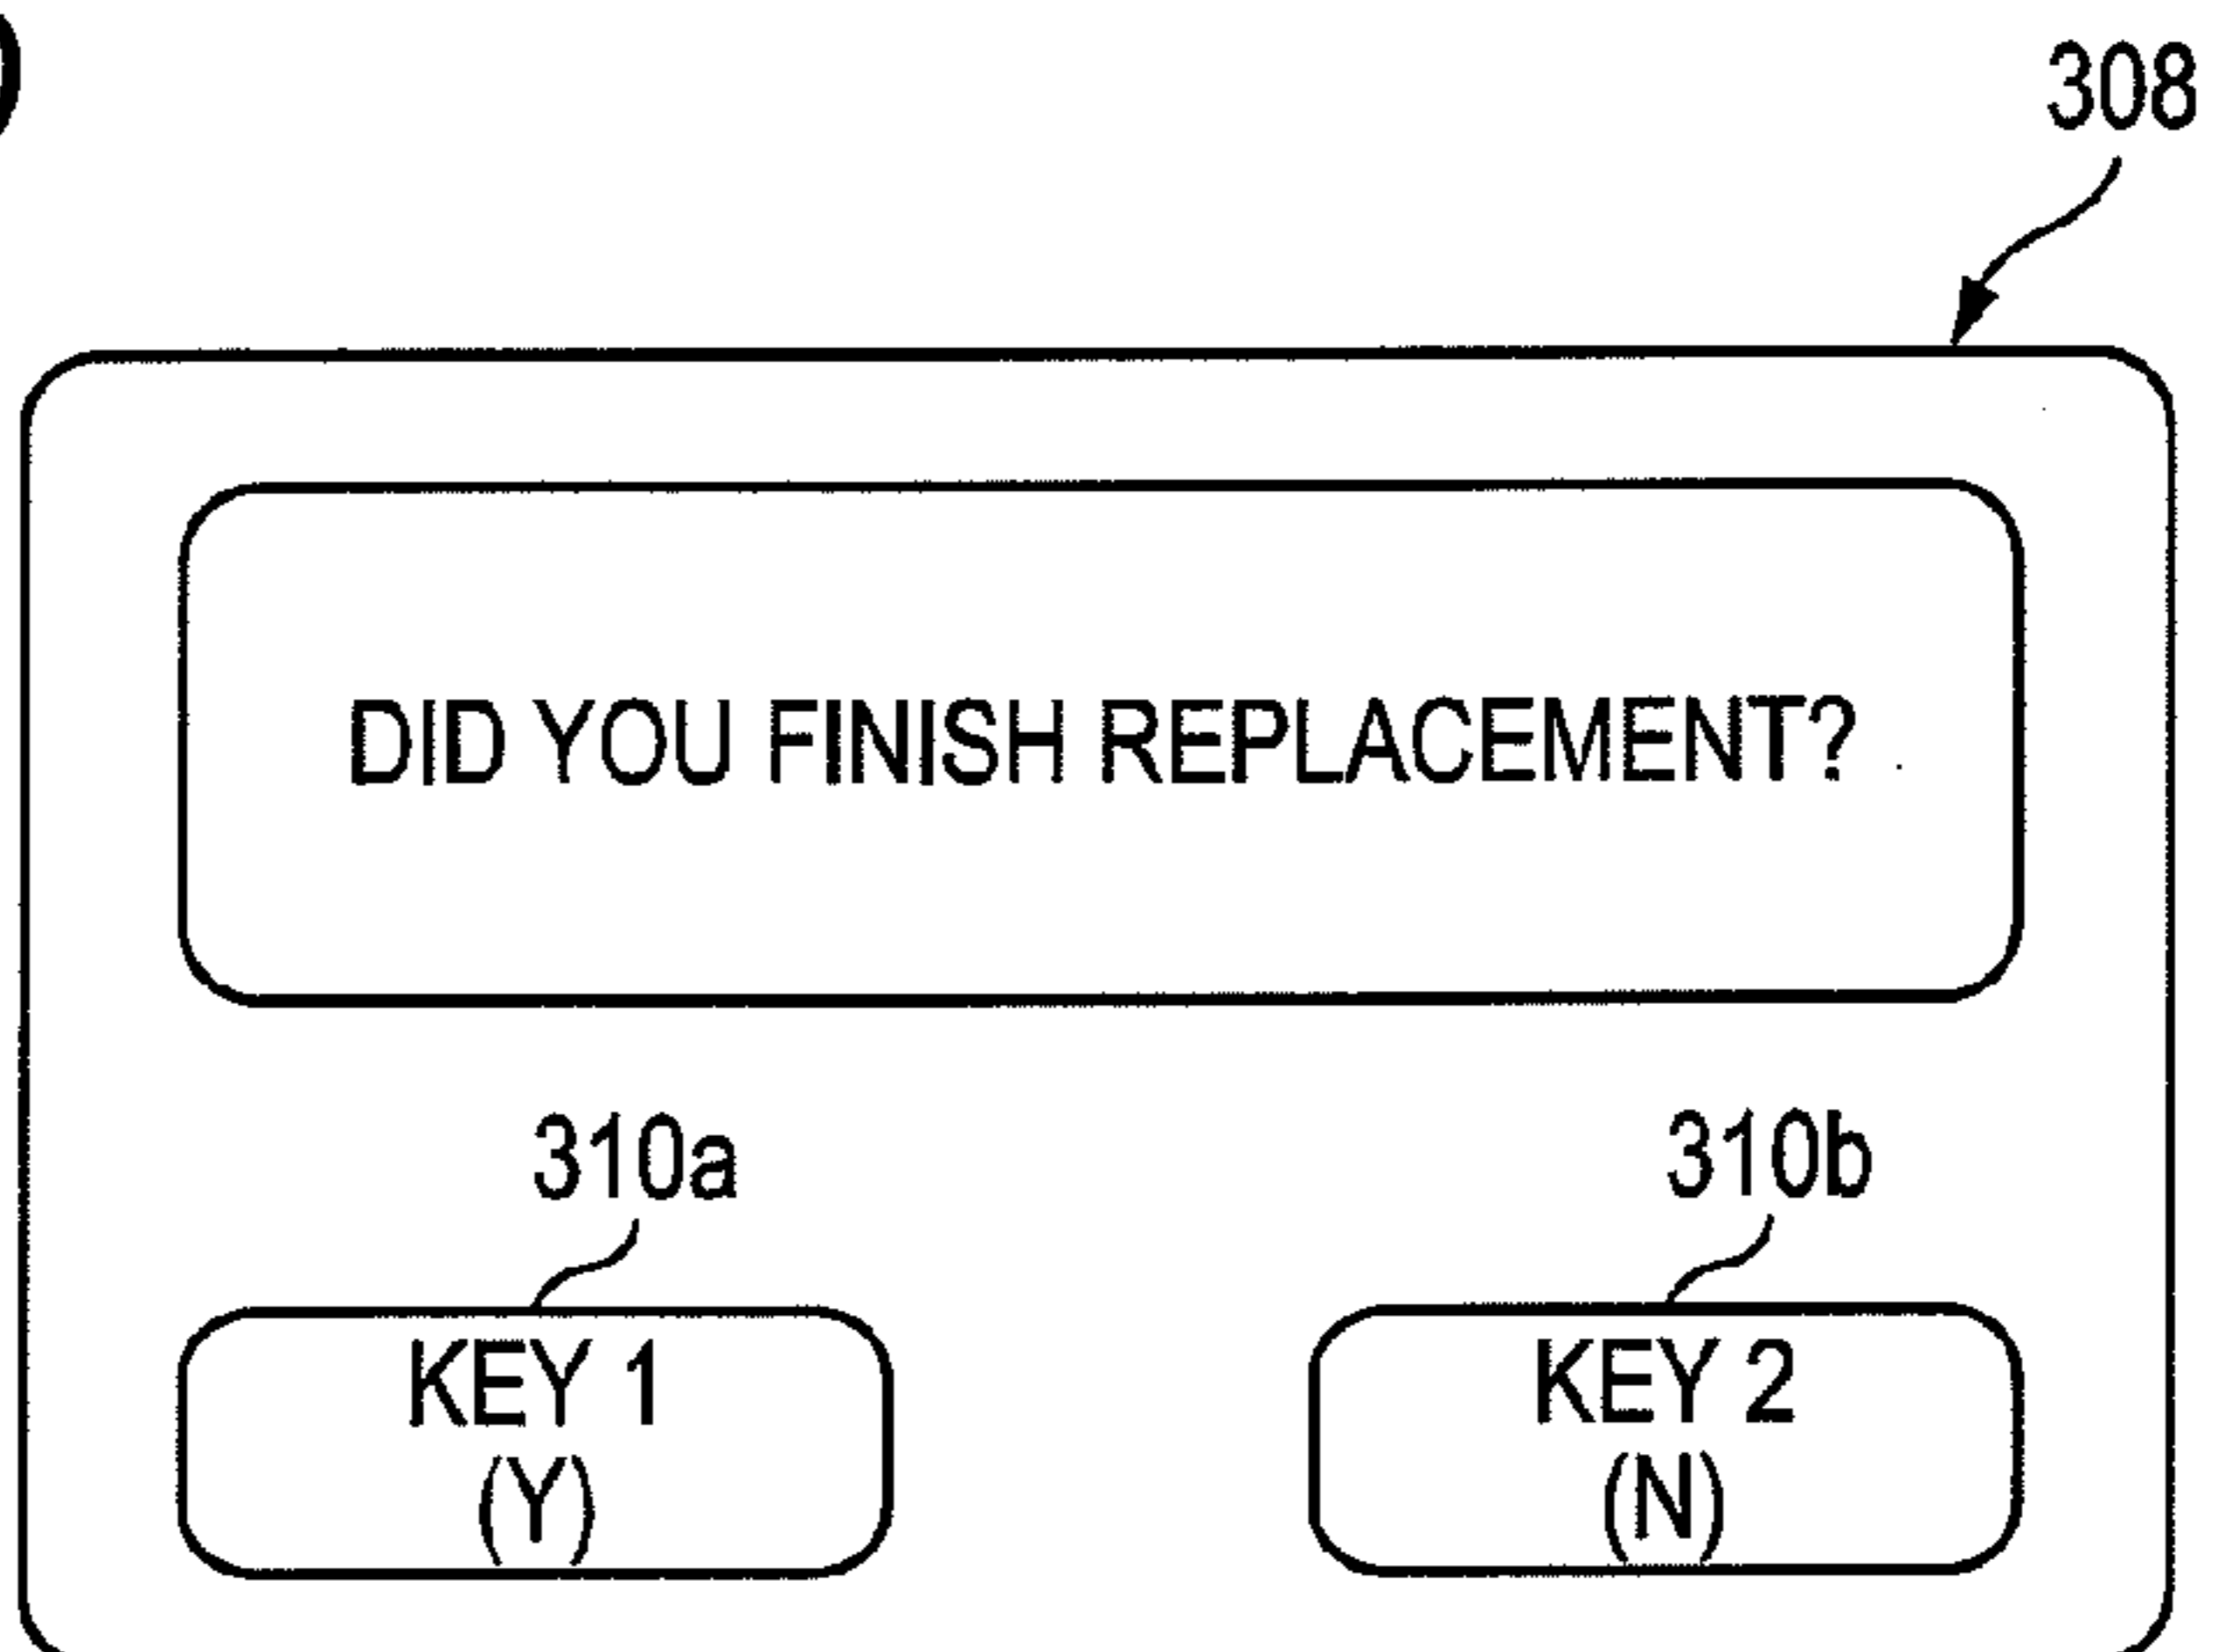 308
DID YOU FINISH REPLACEMENT?
310a 310b
KEY 1 KEY 2
(Y) (N)